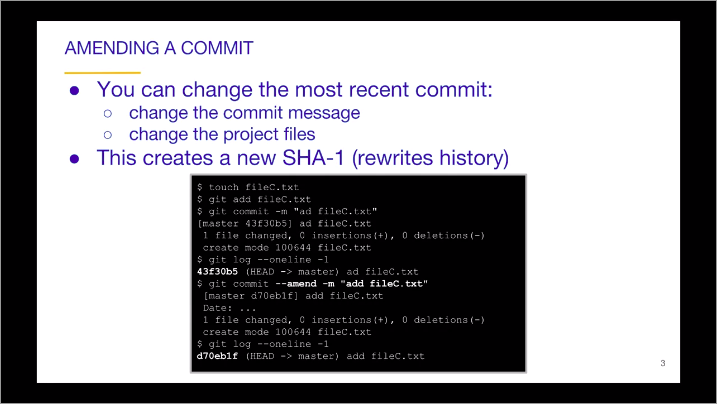 AMENDING A COMMIT
● You can change the most recent commit:
○ change the commit message
○ change the project files
● This creates a new SHA-1 (rewrites history)
$ touch fileC.txt
$ git add fileC.txt
$ git commit -m "ad fileC.txt"
[master 43f30b5] ad fileC.txt
1 file changed, 0 insertions(+), 0 deletions(-)
create mode 100644 fileC.txt
$ git log --oneline -1
43f30b5 (HEAD -> master) ad fileC.txt
$ git commit --amend -m "add fileC.txt"
[master d70eb1f] add fileC.txt
Date: ...
1 file changed, 0 insertions(+), 0 deletions(-)
create mode 100644 fileC.txt
$ git log --oneline -1
d70eb1f (HEAD -> master) add fileC.txt
3